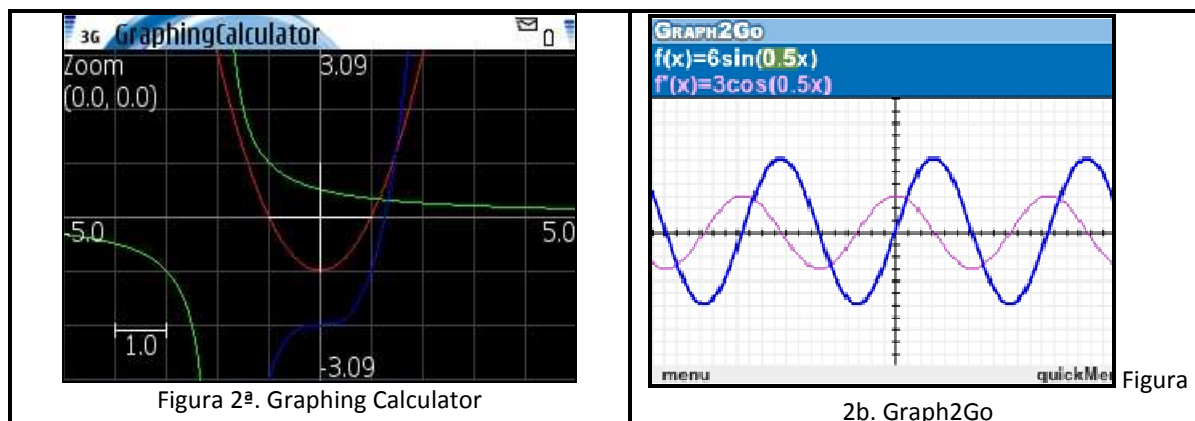 3G GraphingCalculator
Zoom
3.09
(0.0, 0.0)
-5.0
5.0
1.0
-3.09
Figura 2ª. Graphing Calculator
GRAPH2GO
f(x)=6sin(0.5x)
f'(x)=3cos(0.5x)
menu
quickMen
Figura
2b. Graph2Go